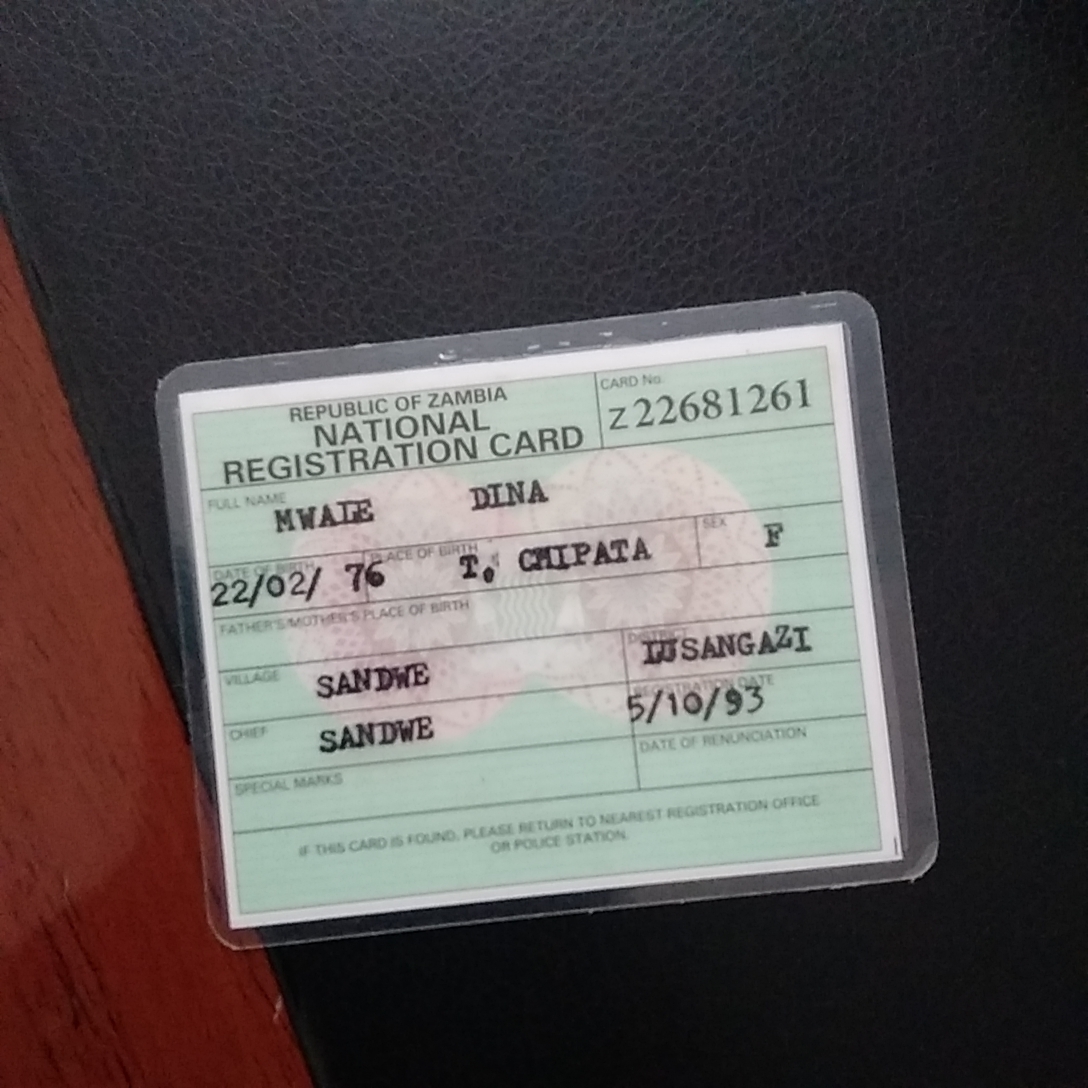 REPUBLIC OF ZAMBIA
NATIONAL
REGISTRATION CARD
CARD No.
Z22681261
FULL NAME
MWALE DINA
DATE OF BIRTH PLACE OF BIRTH SEX
22/02/ 76 T. CHIPATA F
FATHER'S/MOTHER'S PLACE OF BIRTH
VILLAGE SANDWE
DISTRICT LUSANGAZI
CHIEF SANDWE
REGISTRATION DATE
5/10/93
DATE OF RENUNCIATION
SPECIAL MARKS
IF THIS CARD IS FOUND, PLEASE RETURN TO NEAREST REGISTRATION OFFICE
OR POLICE STATION.